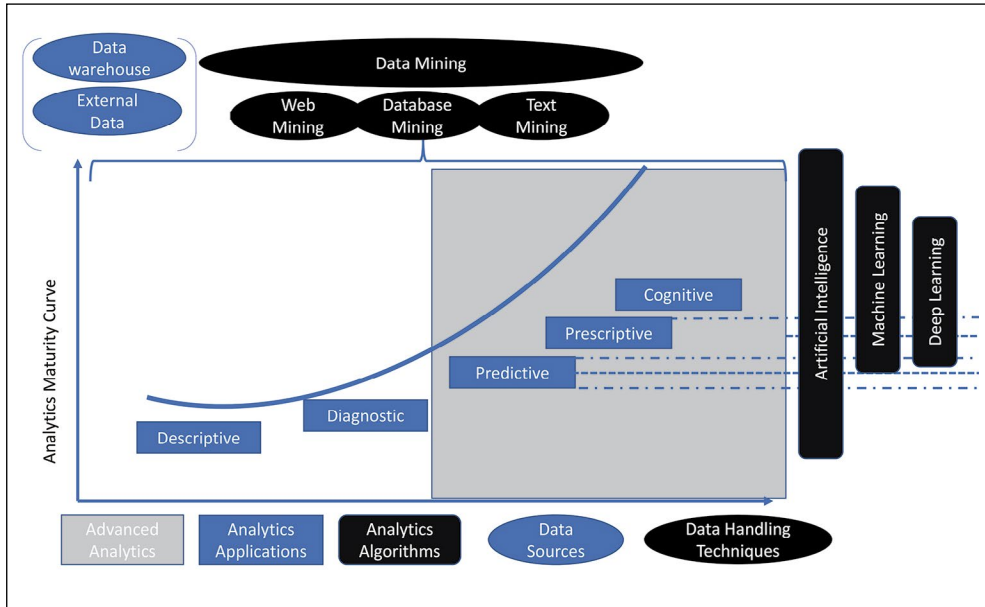 Data
warehouse
External
Data
Data Mining
Web
Mining
Database
Mining
Text
Mining
Analytics Maturity Curve
Descriptive
Diagnostic
Predictive
Prescriptive
Cognitive
Artificial Intelligence
Machine Learning
Deep Learning
Advanced
Analytics
Analytics
Applications
Analytics
Algorithms
Data
Sources
Data Handling
Techniques